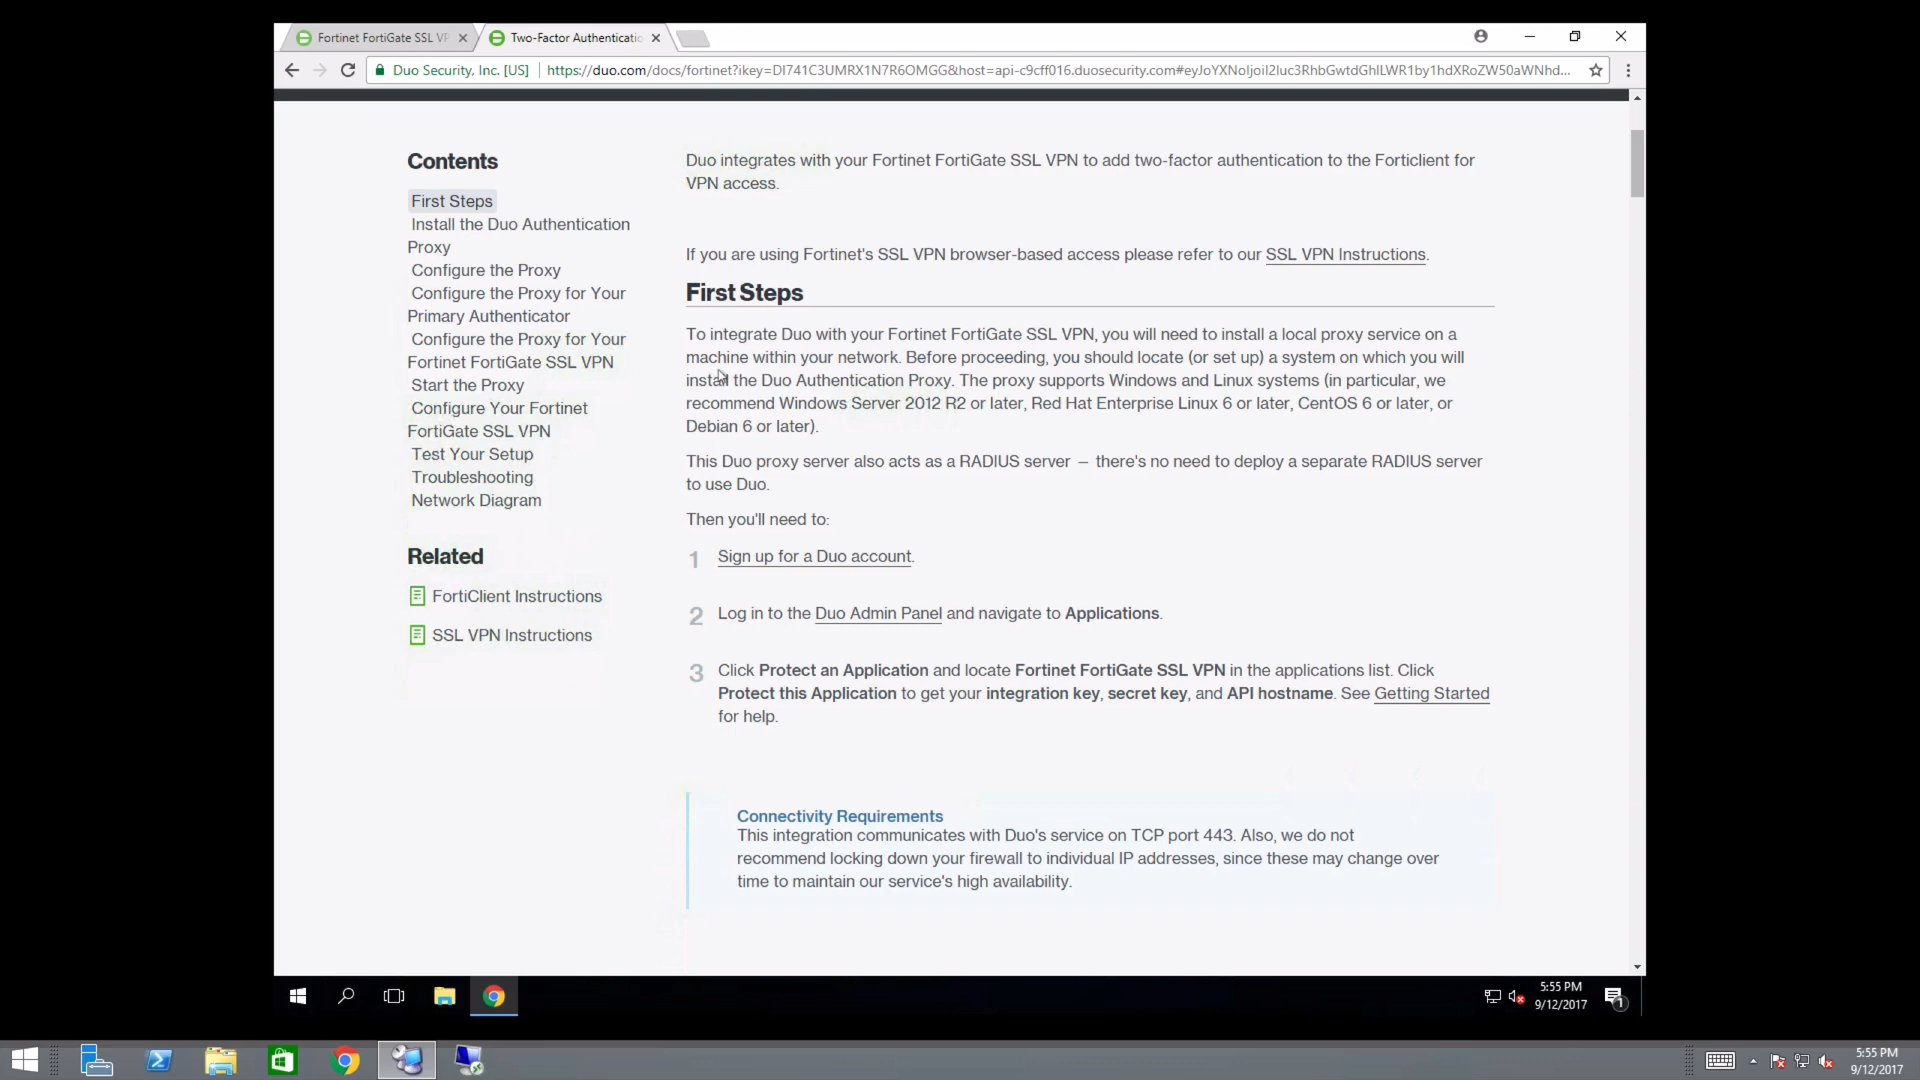 Fortinet FortiGate SSL VP
Two-Factor Authenticatic
Duo Security, Inc. [US]
https://duo.com/docs/fortinet?ikey=DI741C3UMRX1N7R6OMGG&host=api-c9cff016.duosecurity.com#eyJoYXNoIjoiI2luc3RhbGwtdGhlLWR1by1hdXRoZW50aWNhd...
Contents
First Steps
Install the Duo Authentication
Proxy
Configure the Proxy
Configure the Proxy for Your
Primary Authenticator
Configure the Proxy for Your
Fortinet FortiGate SSL VPN
Start the Proxy
Configure Your Fortinet
FortiGate SSL VPN
Test Your Setup
Troubleshooting
Network Diagram
Related
FortiClient Instructions
SSL VPN Instructions
Duo integrates with your Fortinet FortiGate SSL VPN to add two-factor authentication to the Forticlient for
VPN access.
If you are using Fortinet's SSL VPN browser-based access please refer to our SSL VPN Instructions.
First Steps
To integrate Duo with your Fortinet FortiGate SSL VPN, you will need to install a local proxy service on a
machine within your network. Before proceeding, you should locate (or set up) a system on which you will
install the Duo Authentication Proxy. The proxy supports Windows and Linux systems (in particular, we
recommend Windows Server 2012 R2 or later, Red Hat Enterprise Linux 6 or later, CentOS 6 or later, or
Debian 6 or later).
This Duo proxy server also acts as a RADIUS server — there's no need to deploy a separate RADIUS server
to use Duo.
Then you'll need to:
1 Sign up for a Duo account.
2 Log in to the Duo Admin Panel and navigate to Applications.
3 Click Protect an Application and locate Fortinet FortiGate SSL VPN in the applications list. Click
Protect this Application to get your integration key, secret key, and API hostname. See Getting Started
for help.
Connectivity Requirements
This integration communicates with Duo's service on TCP port 443. Also, we do not
recommend locking down your firewall to individual IP addresses, since these may change over
time to maintain our service's high availability.
5:55 PM
9/12/2017
1
5:55 PM
9/12/2017